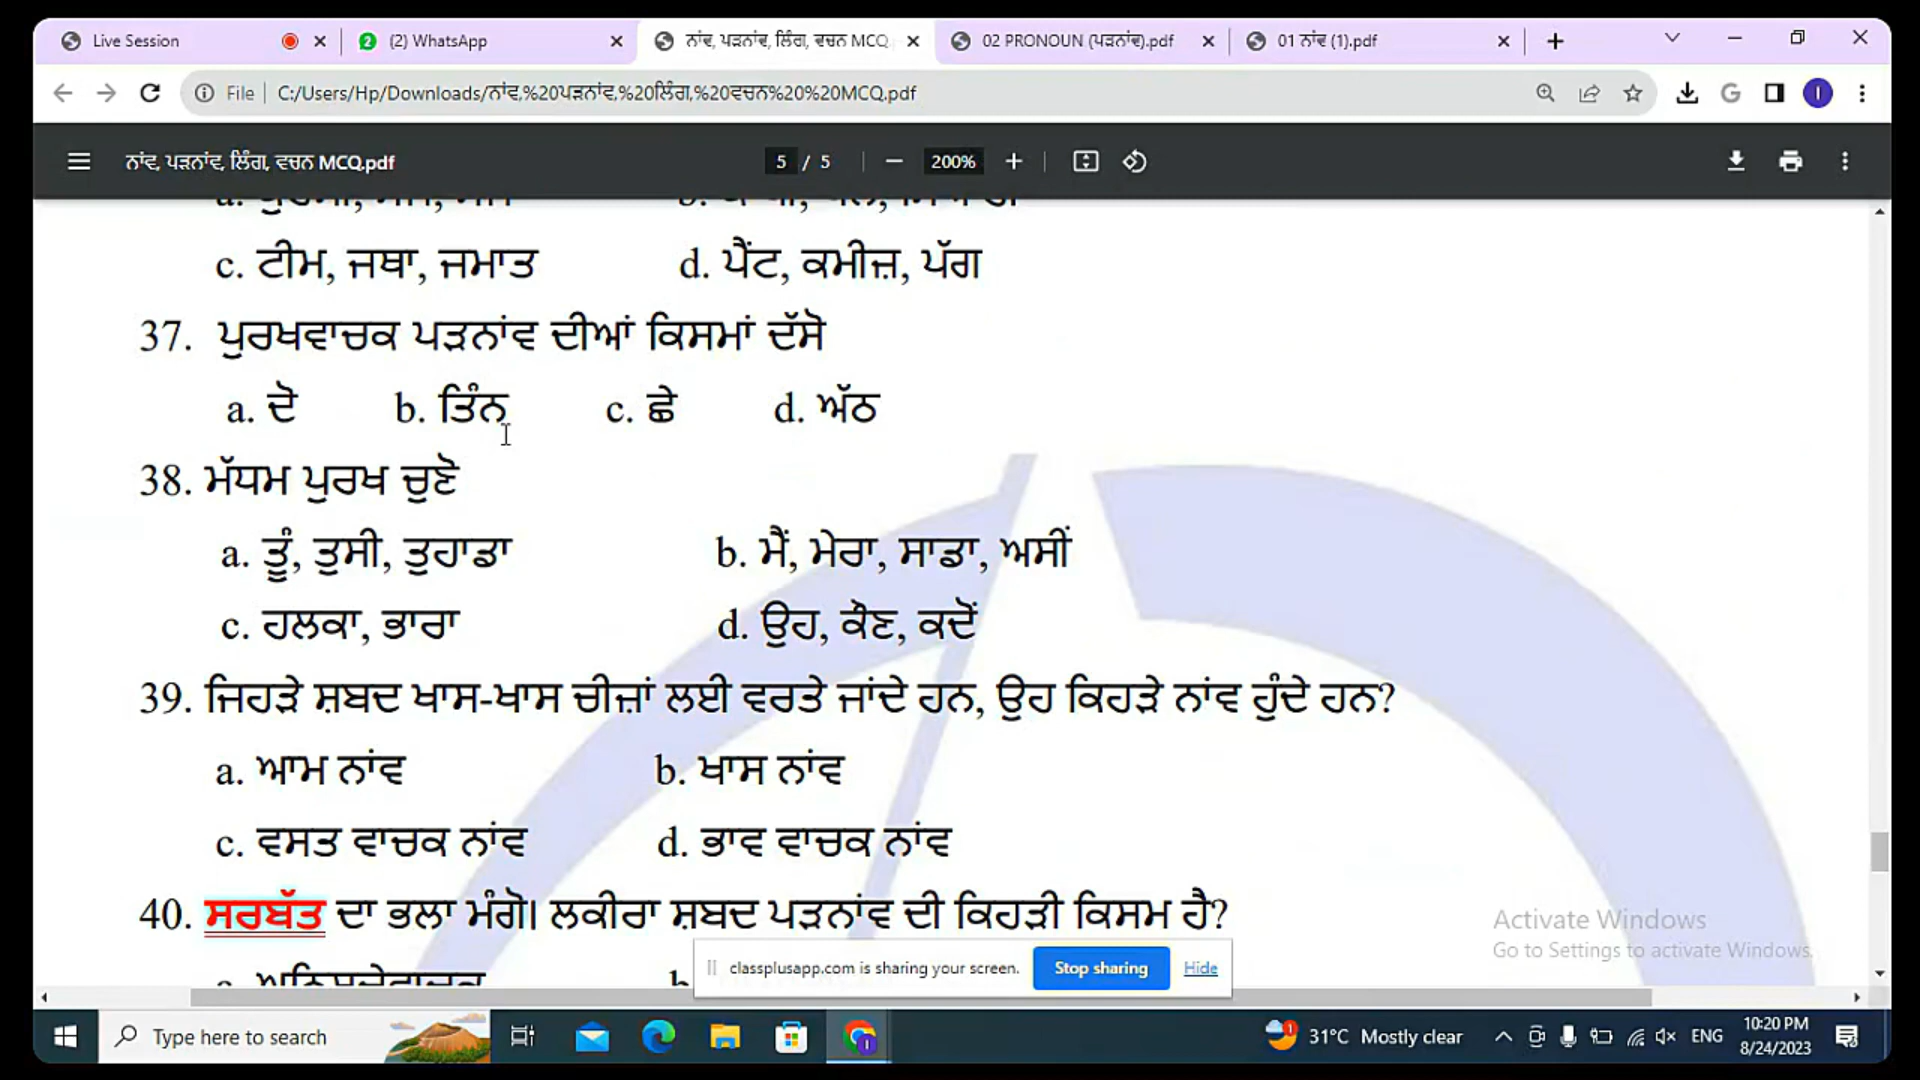 Live Session
(2) WhatsApp
ਨਾਂਵ, ਪੜਨਾਂਵ, ਲਿੰਗ, ਵਚਨ MCQ
02 PRONOUN (ਪੜਨਾਂਵ).pdf
01 ਨਾਂਵ (1).pdf
File
C:/Users/Hp/Downloads/ਨਾਂਵ,%20ਪੜਨਾਂਵ,%20ਲਿੰਗ,%20ਵਚਨ%20%20MCQ.pdf
ਨਾਂਵ, ਪੜਨਾਂਵ, ਲਿੰਗ, ਵਚਨ MCQ.pdf
5 / 5
200%
c. ਟੀਮ, ਜਥਾ, ਜਮਾਤ d. ਪੈਂਟ, ਕਮੀਜ਼, ਪੱਗ
37. ਪੁਰਖਵਾਚਕ ਪੜਨਾਂਵ ਦੀਆਂ ਕਿਸਮਾਂ ਦੱਸੋ
a. ਦੋ b. ਤਿੰਨ c. ਛੇ d. ਅੱਠ
38. ਮੱਧਮ ਪੁਰਖ ਚੁਣੋ
a. ਤੂੰ, ਤੁਸੀ, ਤੁਹਾਡਾ b. ਮੈਂ, ਮੇਰਾ, ਸਾਡਾ, ਅਸੀਂ
c. ਹਲਕਾ, ਭਾਰਾ d. ਉਹ, ਕੌਣ, ਕਦੋਂ
39. ਜਿਹੜੇ ਸ਼ਬਦ ਖਾਸ-ਖਾਸ ਚੀਜ਼ਾਂ ਲਈ ਵਰਤੇ ਜਾਂਦੇ ਹਨ, ਉਹ ਕਿਹੜੇ ਨਾਂਵ ਹੁੰਦੇ ਹਨ?
a. ਆਮ ਨਾਂਵ b. ਖਾਸ ਨਾਂਵ
c. ਵਸਤ ਵਾਚਕ ਨਾਂਵ d. ਭਾਵ ਵਾਚਕ ਨਾਂਵ
40. ਸਰਬੱਤ ਦਾ ਭਲਾ ਮੰਗੋ। ਲਕੀਰਾ ਸ਼ਬਦ ਪੜਨਾਂਵ ਦੀ ਕਿਹੜੀ ਕਿਸਮ ਹੈ?
Activate Windows
Go to Settings to activate Windows.
classplusapp.com is sharing your screen.
Stop sharing
Hide
Type here to search
31°C Mostly clear
ENG
10:20 PM
8/24/2023